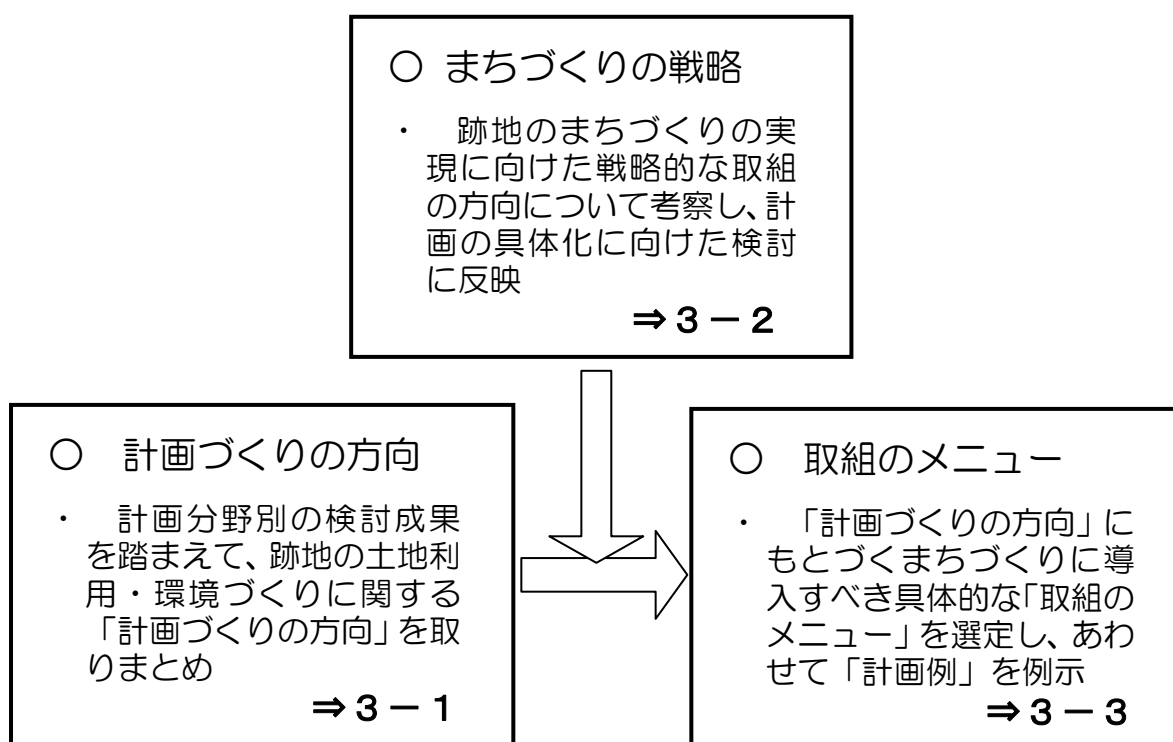 ○ まちづくりの戦略
・ 跡地のまちづくりの実
現に向けた戦略的な取組
の方向について考察し、計
画の具体化に向けた検討
に反映
⇒３－２
○ 計画づくりの方向
・ 計画分野別の検討成果
を踏まえて、跡地の土地利
用・環境づくりに関する
「計画づくりの方向」を取
りまとめ
⇒３－１
○ 取組のメニュー
・ 「計画づくりの方向」に
もとづくまちづくりに導
入すべき具体的な「取組の
メニュー」を選定し、あわ
せて「計画例」を例示
⇒３－３